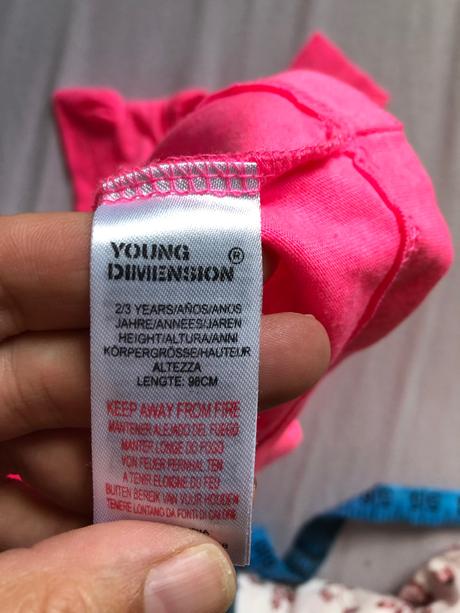 YOUNG
DIMENSION ®
2/3 YEARS/AÑOS/ANOS
JAHRE/ANNEES/JAREN
HEIGHT/ALTURA/ANNI
KÖRPERGRÖSSE/HAUTEUR
ALTEZZA
LENGTE: 98CM
KEEP AWAY FROM FIRE
MANTENER ALEJADO DEL FUEGO
MANTER LONGE DO FOGO
VON FEUER FERNHALTEN
A TENIR ELOIGNE DU FEU
BUITEN BEREIK VAN VUUR HOUDEN
TENERE LONTANO DA FONTI DI CALORE